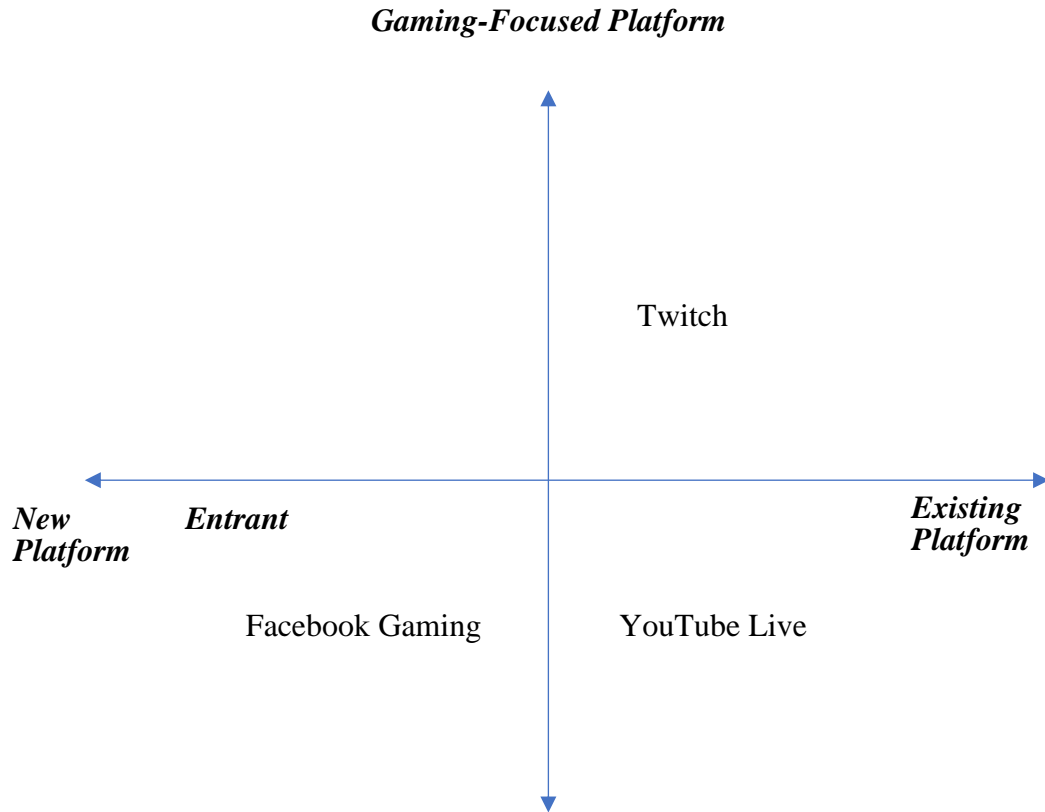 Gaming-Focused Platform
Twitch
New
Platform
Entrant
Existing
Platform
Facebook Gaming
YouTube Live